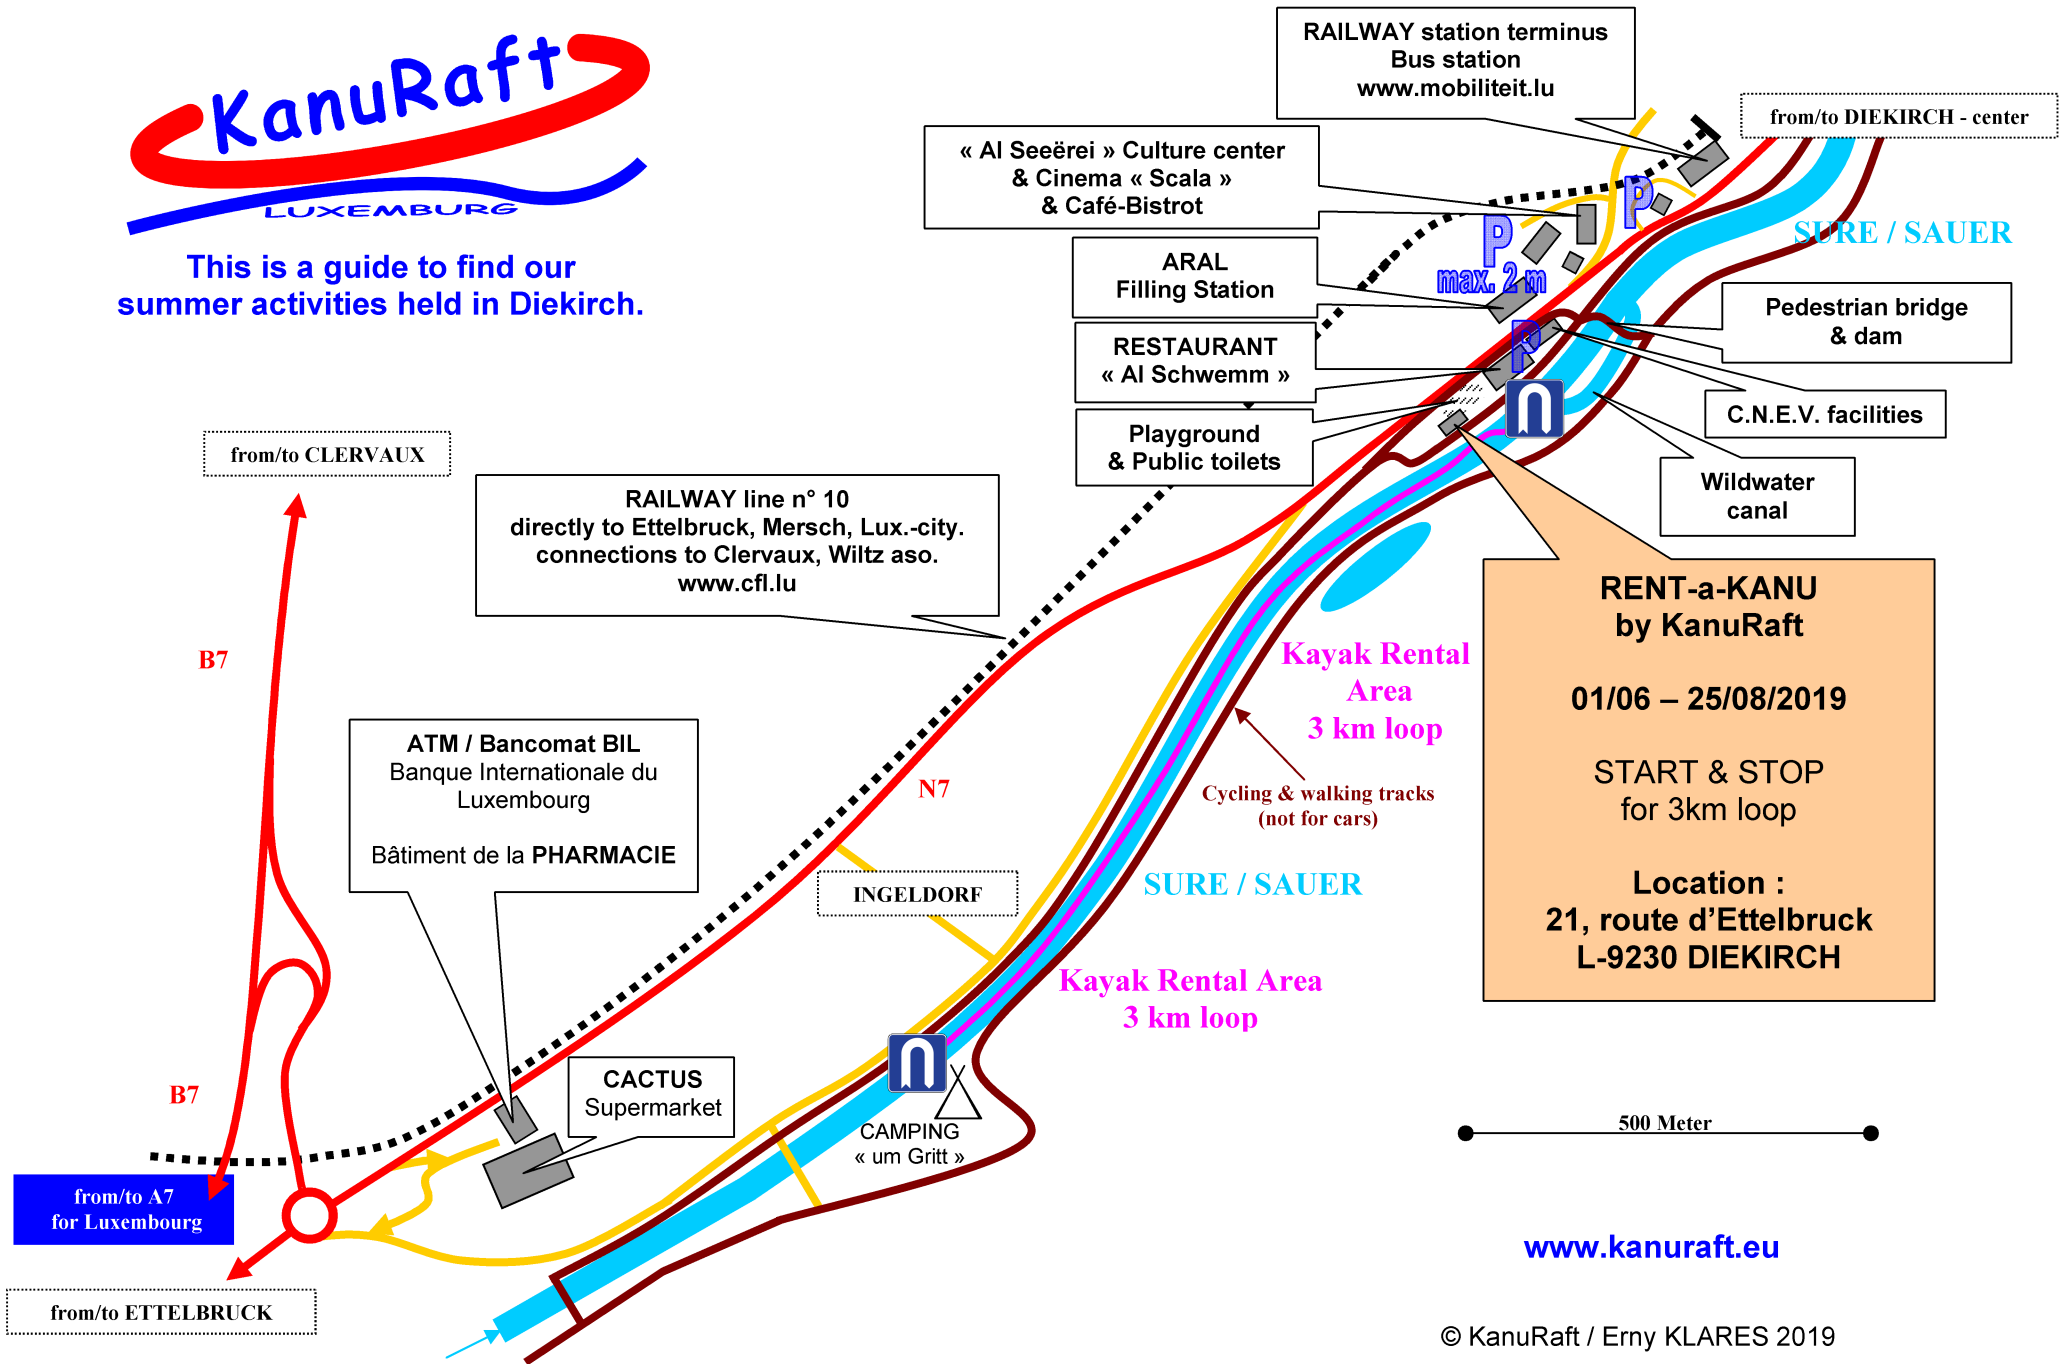 KanuRaft
LUXEMBURG
This is a guide to find our
summer activities held in Diekirch.
RAILWAY station terminus
Bus station
www.mobiliteit.lu
from/to DIEKIRCH - center
« Al Seeërei » Culture center
& Cinema « Scala »
& Café-Bistrot
P
P
max. 2 m
SURE / SAUER
ARAL
Filling Station
Pedestrian bridge
& dam
RESTAURANT
« Al Schwemm »
P
C.N.E.V. facilities
Playground
& Public toilets
Wildwater
canal
from/to CLERVAUX
RAILWAY line n° 10
directly to Ettelbruck, Mersch, Lux.-city.
connections to Clervaux, Wiltz aso.
www.cfl.lu
RENT-a-KANU
by KanuRaft
01/06 – 25/08/2019
START & STOP
for 3km loop
Location :
21, route d’Ettelbruck
L-9230 DIEKIRCH
B7
Kayak Rental
Area
3 km loop
ATM / Bancomat BIL
Banque Internationale du
Luxembourg
Bâtiment de la PHARMACIE
N7
Cycling & walking tracks
(not for cars)
INGELDORF
SURE / SAUER
Kayak Rental Area
3 km loop
B7
CACTUS
Supermarket
CAMPING
« um Gritt »
500 Meter
from/to A7
for Luxembourg
from/to ETTELBRUCK
www.kanuraft.eu
© KanuRaft / Erny KLARES 2019